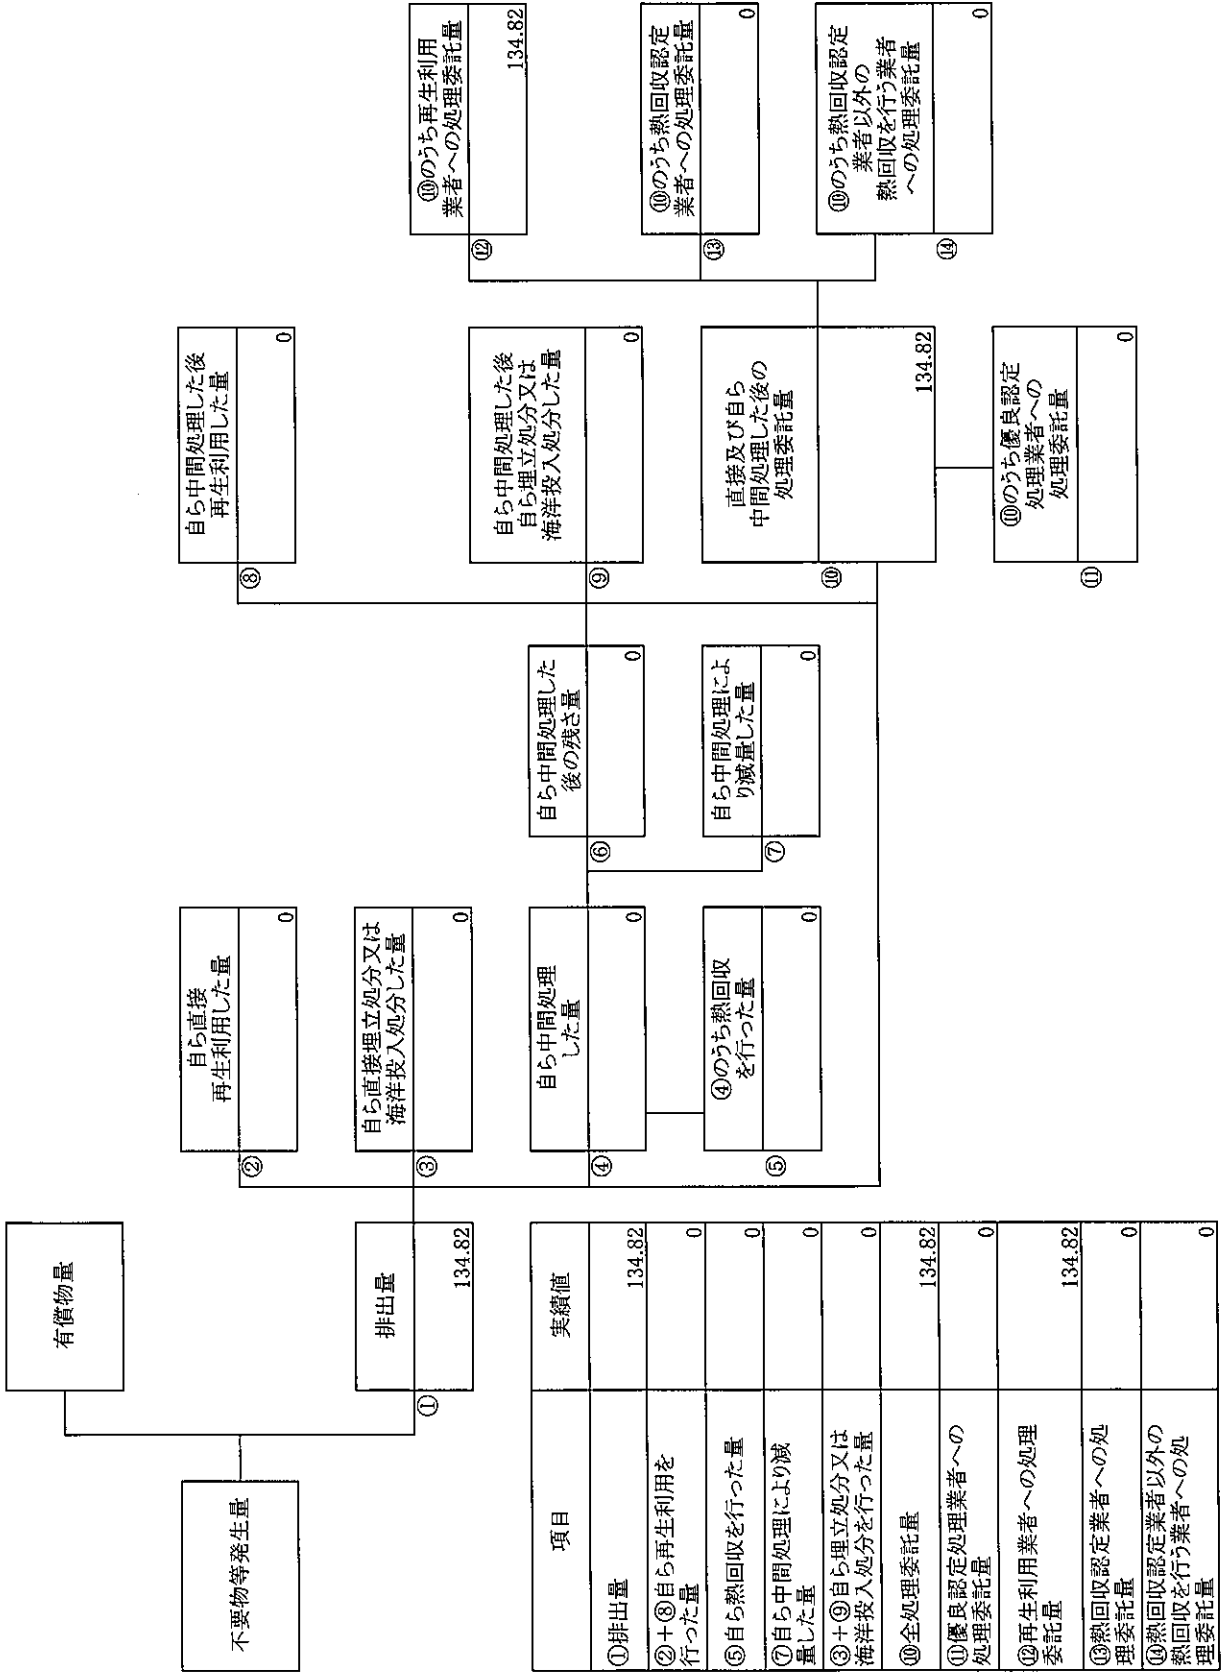 有償物量
不要物等発生量
排出量
①
134.82
自ら直接
再生利用した量
②
0
自ら直接埋立処分又は
海洋投入処分した量
③
0
自ら中間処理
した量
④
0
④のうち熱回収
を行った量
⑤
0
自ら中間処理した
後の残さ量
⑥
0
自ら中間処理によ
り減量した量
⑦
0
自ら中間処理した後
再生利用した量
⑧
0
自ら中間処理した後
自ら埋立処分又は
海洋投入処分した量
⑨
0
直接及び自ら
中間処理した後の
処理委託量
⑩
134.82
⑩のうち優良認定
処理業者への
処理委託量
⑪
0
⑩のうち再生利用
業者への処理委託量
⑫
134.82
⑩のうち熱回収認定
業者への処理委託量
⑬
0
⑩のうち熱回収認定
業者以外の
熱回収を行う業者
への処理委託量
⑭
0
項目 実績値
①排出量 134.82
②+⑧自ら再生利用を
行った量 0
⑤自ら熱回収を行った量 0
⑦自ら中間処理により減
量した量 0
③+⑨自ら埋立処分又は
海洋投入処分を行った量 0
⑩全処理委託量 134.82
⑪優良認定処理業者への
処理委託量 0
⑫再生利用業者への処理
委託量 134.82
⑬熱回収認定業者への処
理委託量 0
⑭熱回収認定業者以外の
熱回収を行う業者への処
理委託量 0